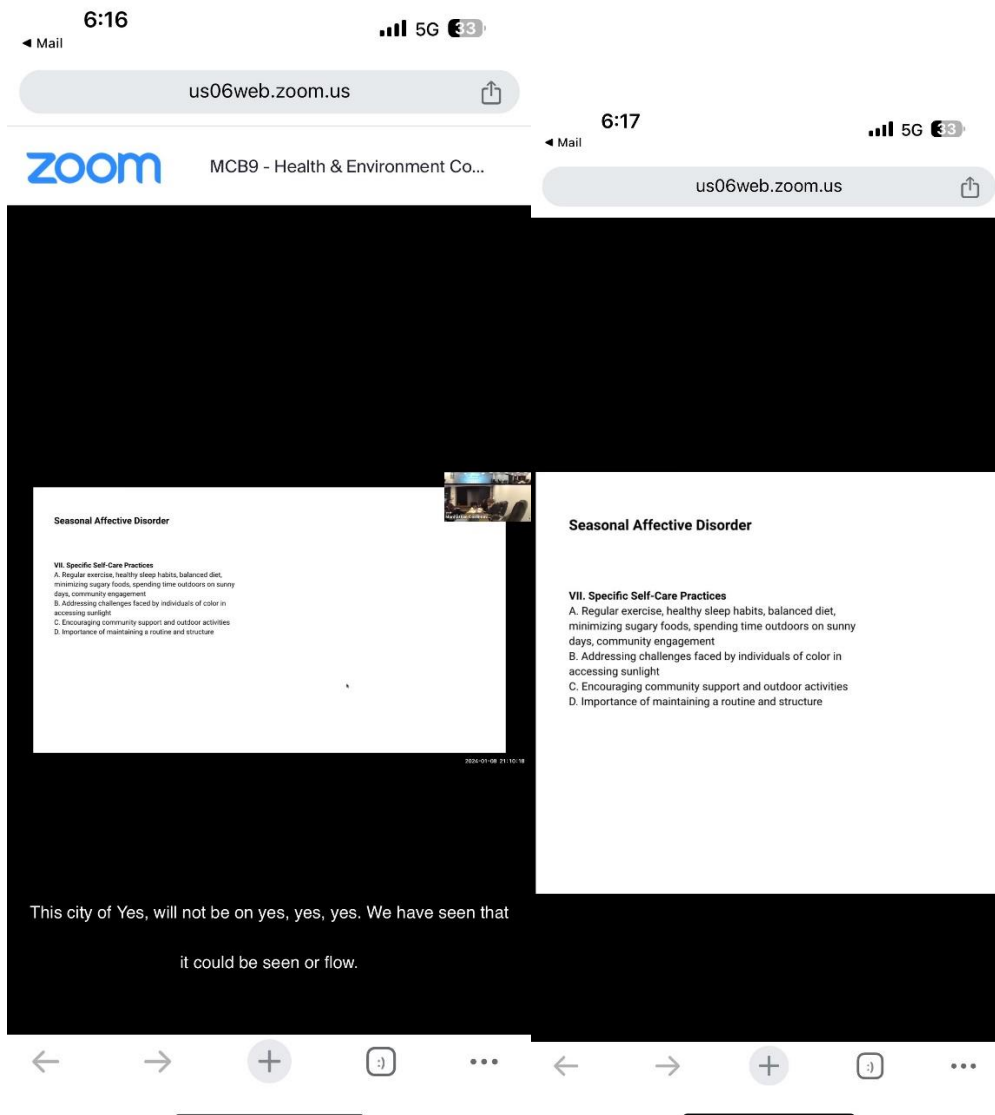 6:16
◄ Mail
5G 33
us06web.zoom.us
zoom
MCB9 - Health & Environment Co...
Seasonal Affective Disorder
VII. Specific Self-Care Practices
A. Regular exercise, healthy sleep habits, balanced diet,
minimizing sugary foods, spending time outdoors on sunny
days, community engagement
B. Addressing challenges faced by individuals of color in
accessing sunlight
C. Encouraging community support and outdoor activities
D. Importance of maintaining a routine and structure
2026-01-08 21:10:18
This city of Yes, will not be on yes, yes, yes. We have seen that
it could be seen or flow.
:)
6:17
◄ Mail
5G 33
us06web.zoom.us
Seasonal Affective Disorder
VII. Specific Self-Care Practices
A. Regular exercise, healthy sleep habits, balanced diet,
minimizing sugary foods, spending time outdoors on sunny
days, community engagement
B. Addressing challenges faced by individuals of color in
accessing sunlight
C. Encouraging community support and outdoor activities
D. Importance of maintaining a routine and structure
:)